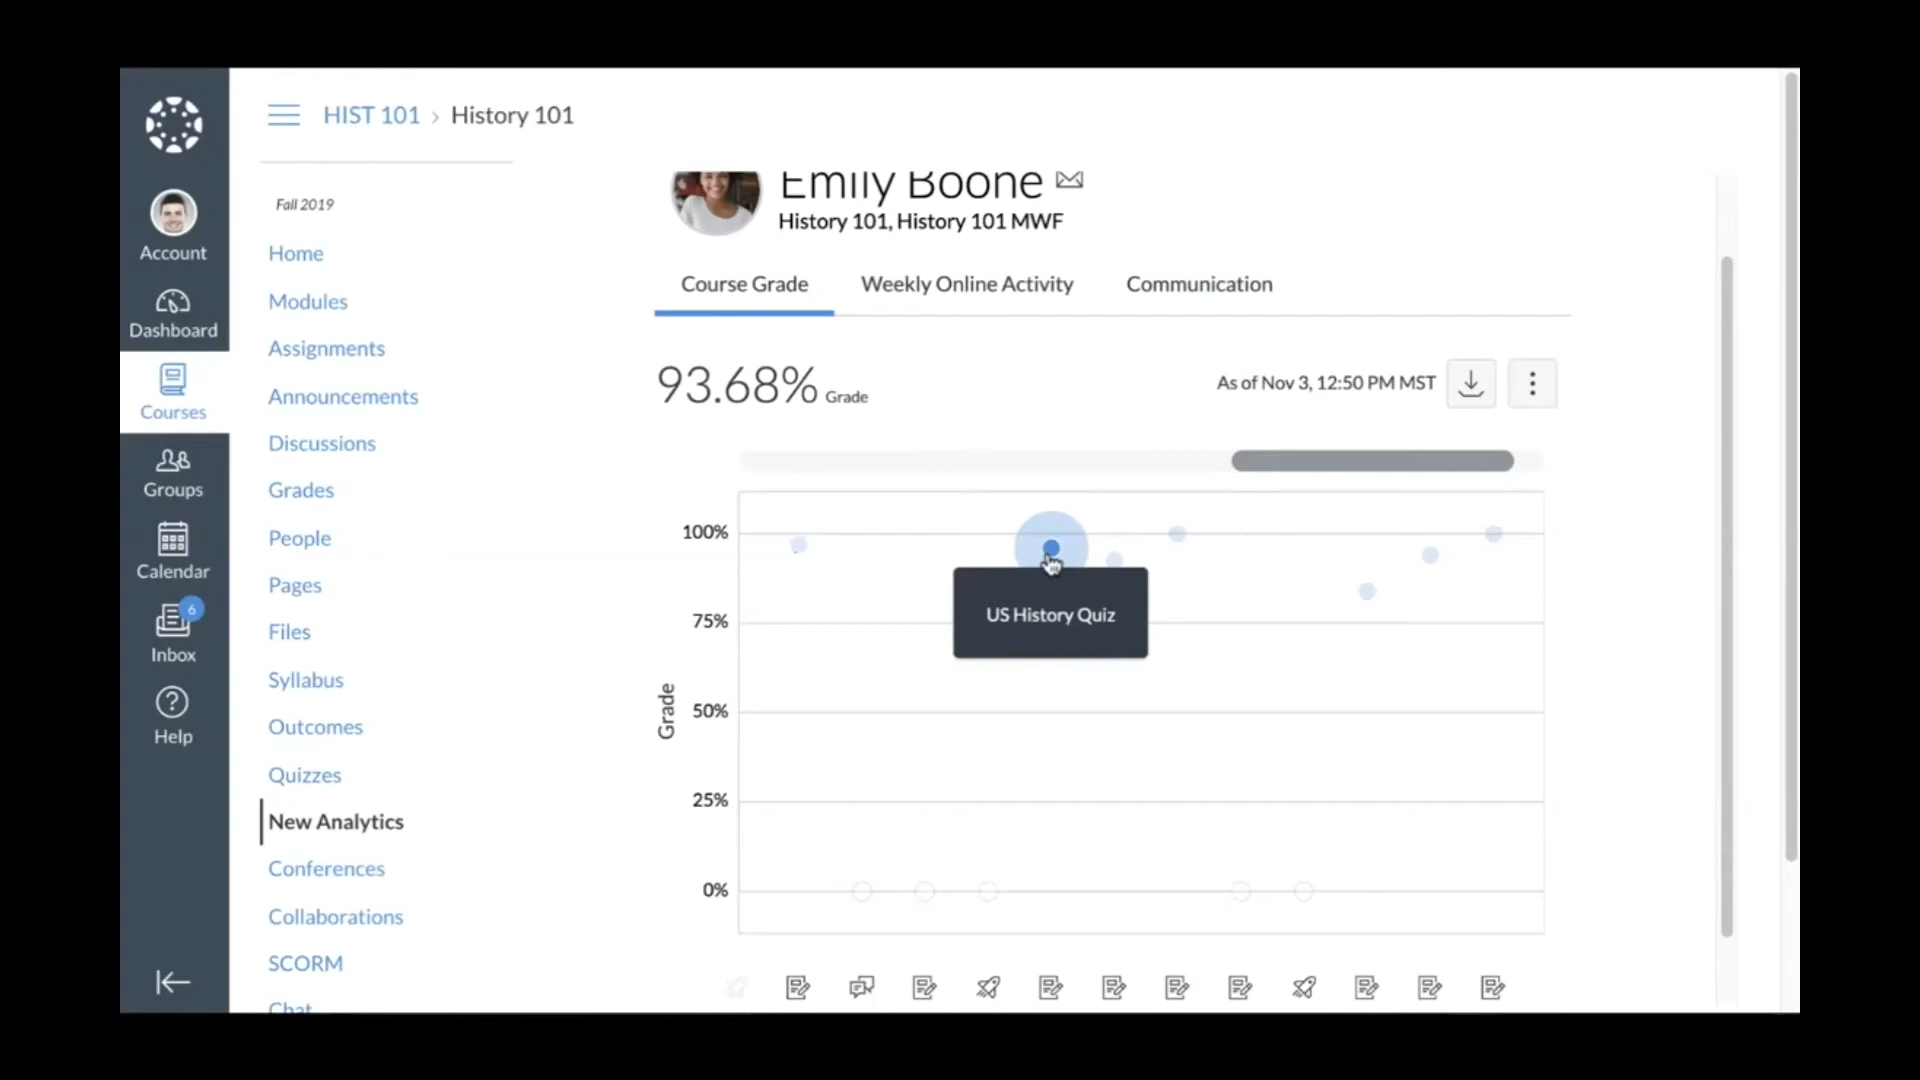 HIST 101 › History 101
Fall 2019
Account
Dashboard
Courses
Groups
Calendar
6
Inbox
Help
Home
Modules
Assignments
Announcements
Discussions
Grades
People
Pages
Files
Syllabus
Outcomes
Quizzes
New Analytics
Conferences
Collaborations
SCORM
Chat
Emily Boone
History 101, History 101 MWF
Course Grade
Weekly Online Activity
Communication
93.68% Grade
As of Nov 3, 12:50 PM MST
Grade
100%
75%
50%
25%
0%
US History Quiz